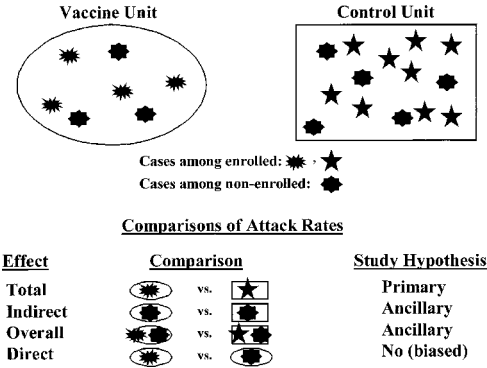 Vaccine Unit Control Unit
Cases among enrolled: ,
Cases among non-enrolled:
Comparisons of Attack Rates
Effect Comparison Study Hypothesis
Total vs. Primary
Indirect vs. Ancillary
Overall vs. Ancillary
Direct vs. No (biased)